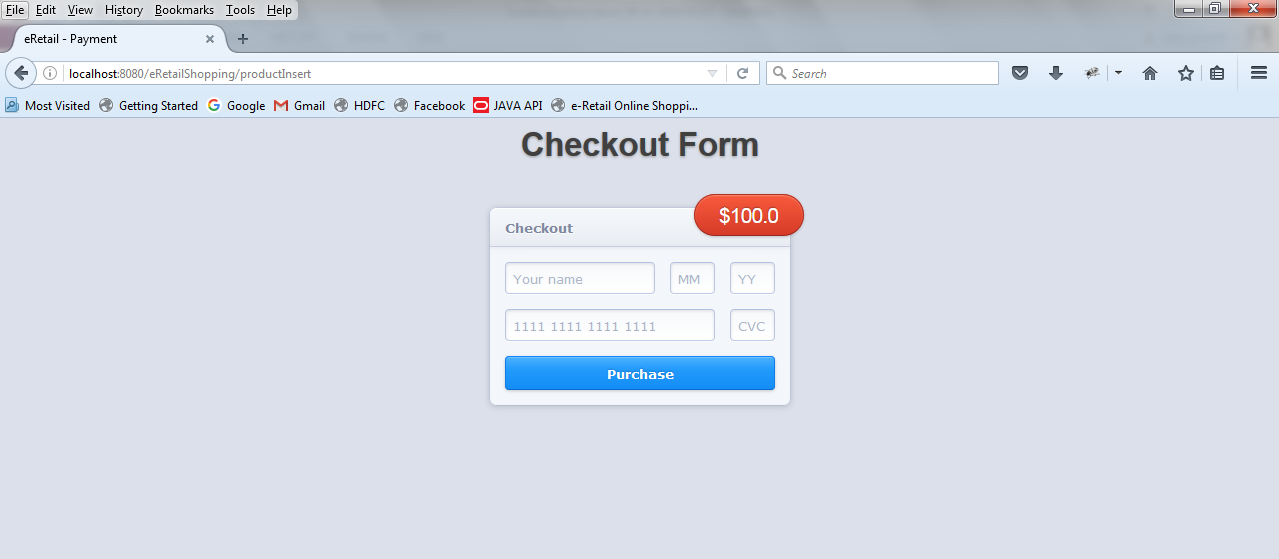 File Edit View History Bookmarks Tools Help
eRetail - Payment
localhost:8080/eRetailShopping/productInsert
Search
Most Visited Getting Started Google Gmail HDFC Facebook JAVA API e-Retail Online Shoppi...
Checkout Form
$100.0
Checkout
Your name MM YY
1111 1111 1111 1111 CVC
Purchase